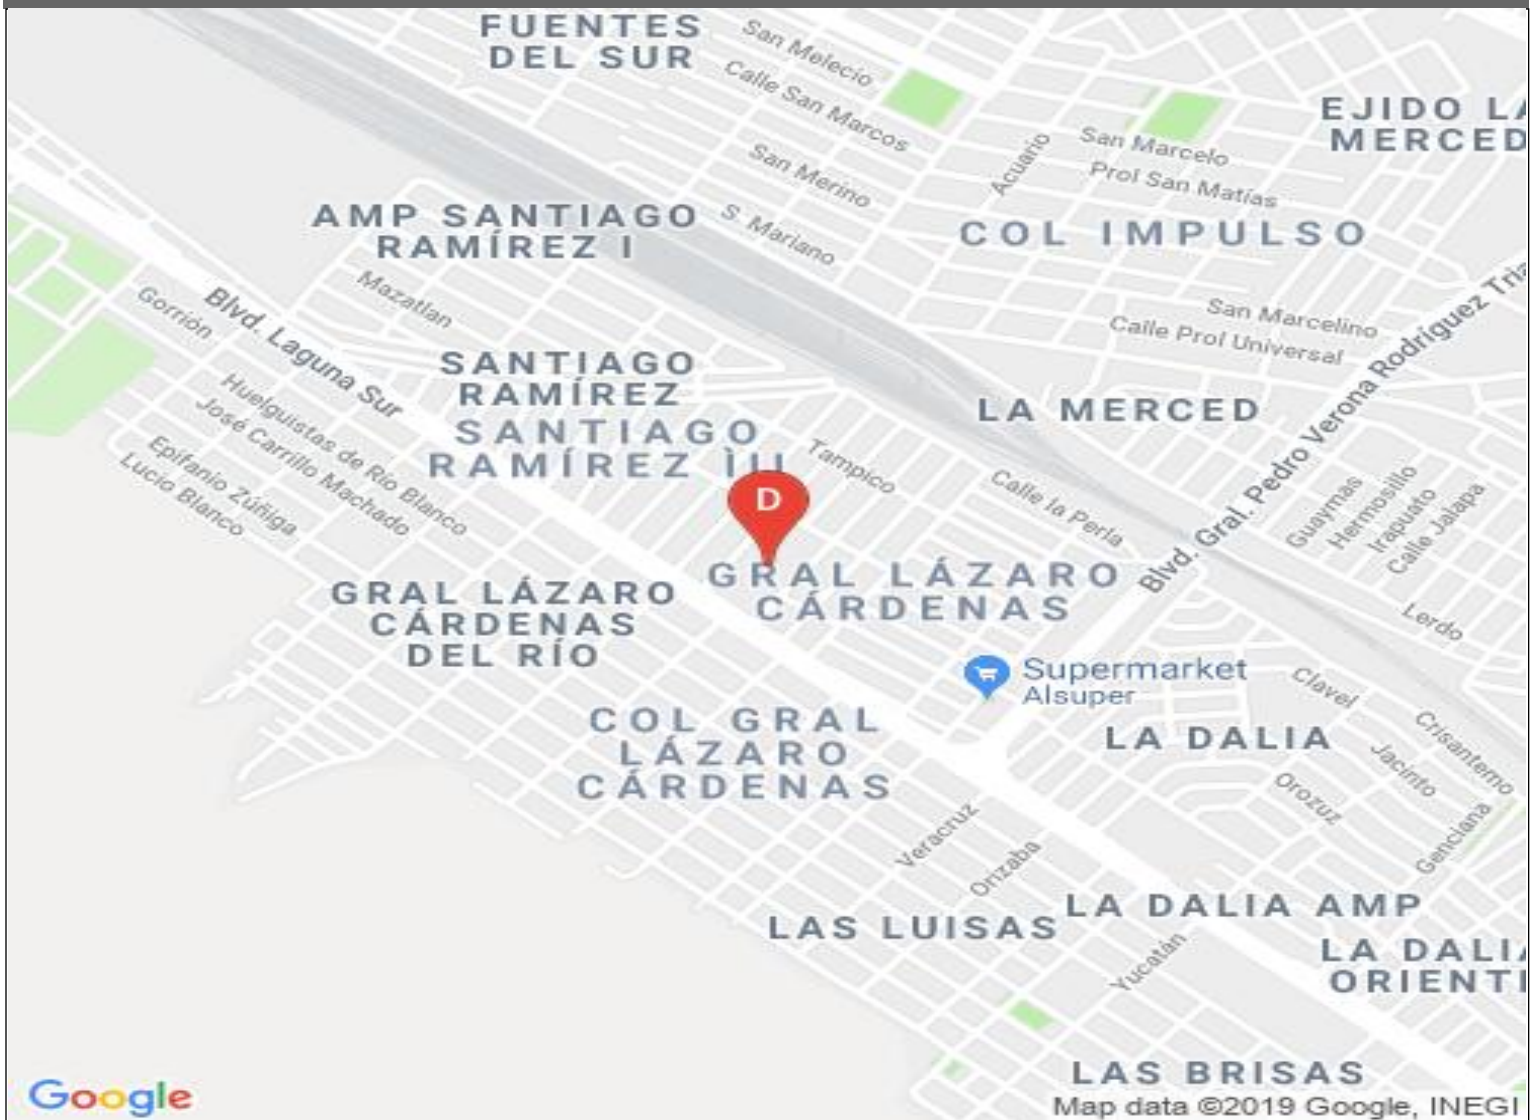 FUENTES
DEL SUR
San Melecio
Calle San Marcos
San Merino
S. Mariano
Acuario
San Marcelo
Prol San Matías
EJIDO LA
MERCED
COL IMPULSO
AMP SANTIAGO
RAMÍREZ I
Mazatlan
Gorrión
Blvd. Laguna Sur
San Marcelino
Calle Prol Universal
Blvd. Gral. Pedro Verona Rodríguez Tria
SANTIAGO
RAMÍREZ
SANTIAGO
RAMÍREZ
LA MERCED
Huelguistas de Río Blanco
José Carrillo Machado
Epifanio Zúñiga
Lucio Blanco
Tampico
Calle la Perla
Guaymas
Hermosillo
Irapuato
Calle Jalapa
D
GRAL LÁZARO
CÁRDENAS
GRAL LÁZARO
CÁRDENAS
DEL RÍO
Lerdo
Supermarket
Alsuper
Clavel
Crisantemo
Jacinto
Orozuz
Genciana
COL GRAL
LÁZARO
CÁRDENAS
LA DALIA
Veracruz
Orizaba
LAS LUISAS
LA DALIA AMP
Yucatán
LA DALIA
ORIENT
LAS BRISAS
Google
Map data ©2019 Google, INEGI